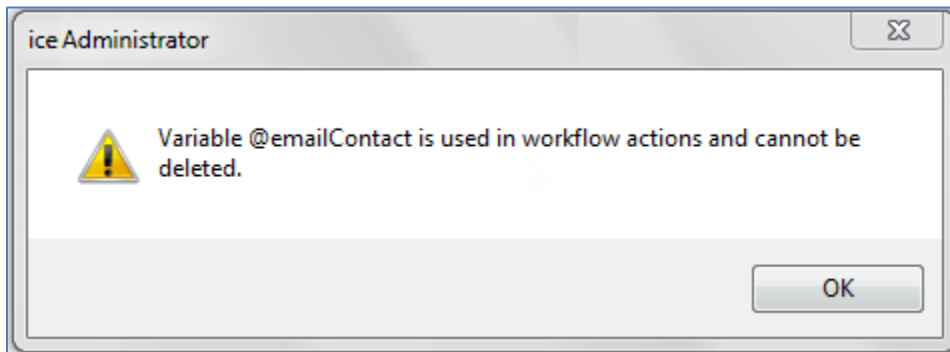 ice Administrator
Variable @emailContact is used in workflow actions and cannot be
deleted.
OK